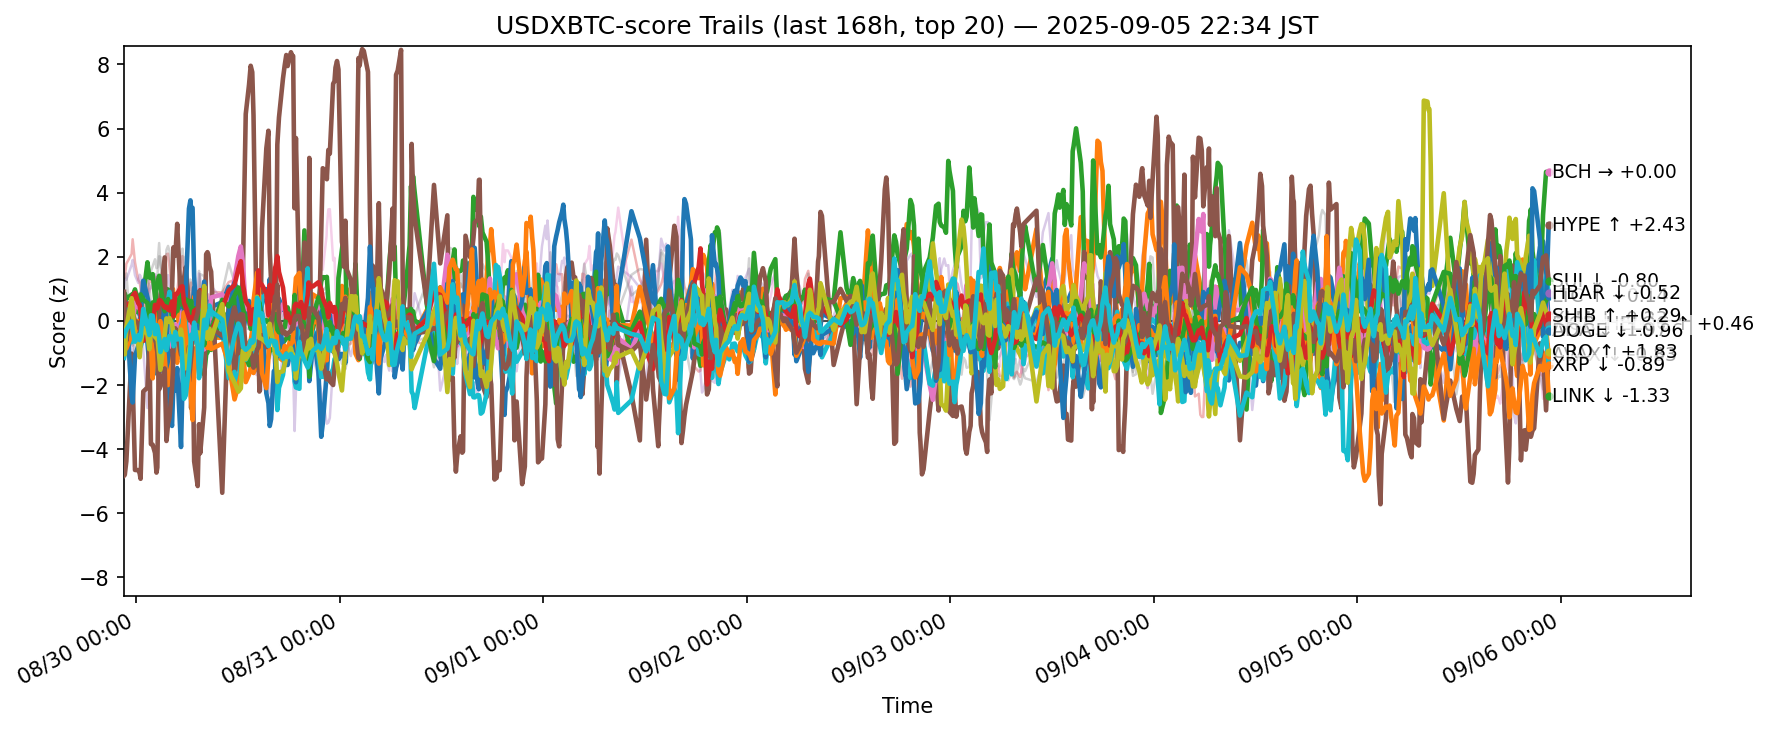 USDXBTC-score Trails (last 168h, top 20) — 2025-09-05 22:34 JST
Score (z)
8
6
4
2
0
−2
−4
−6
−8
BCH → +0.00
HYPE ↑ +2.43
SUI ↓ -0.80
HBAR ↓ -0.52
SHIB ↑ +0.29
+0.46
DOGE ↓ -0.96
CRO ↑ +1.83
XRP ↓ -0.89
LINK ↓ -1.33
08/30 00:00
08/31 00:00
09/01 00:00
09/02 00:00
09/03 00:00
09/04 00:00
09/05 00:00
09/06 00:00
Time